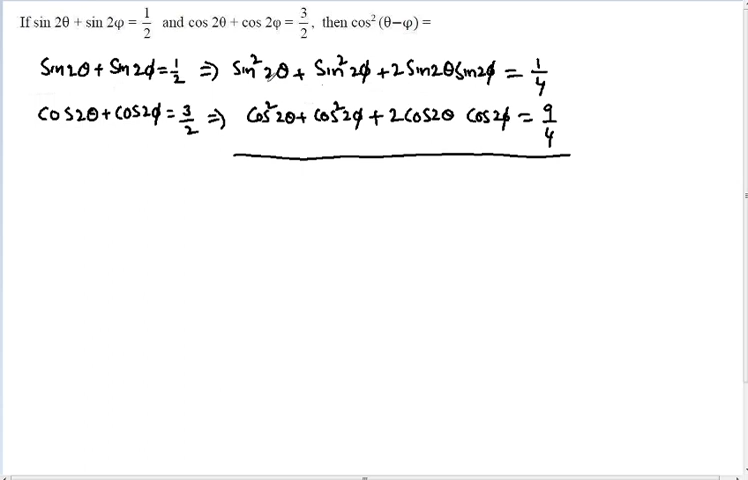 If sin 2θ + sin 2φ = 1/2 and cos 2θ + cos 2φ = 3/2, then cos² (θ−φ) =
Sin2θ + Sin2ϕ = 1/2 ⇒ Sin²2θ + Sin²2ϕ + 2Sin2θSin2ϕ = 1/4
Cos2θ + Cos2ϕ = 3/2 ⇒ Cos²2θ + Cos²2ϕ + 2Cos2θ Cos2ϕ = 9/4